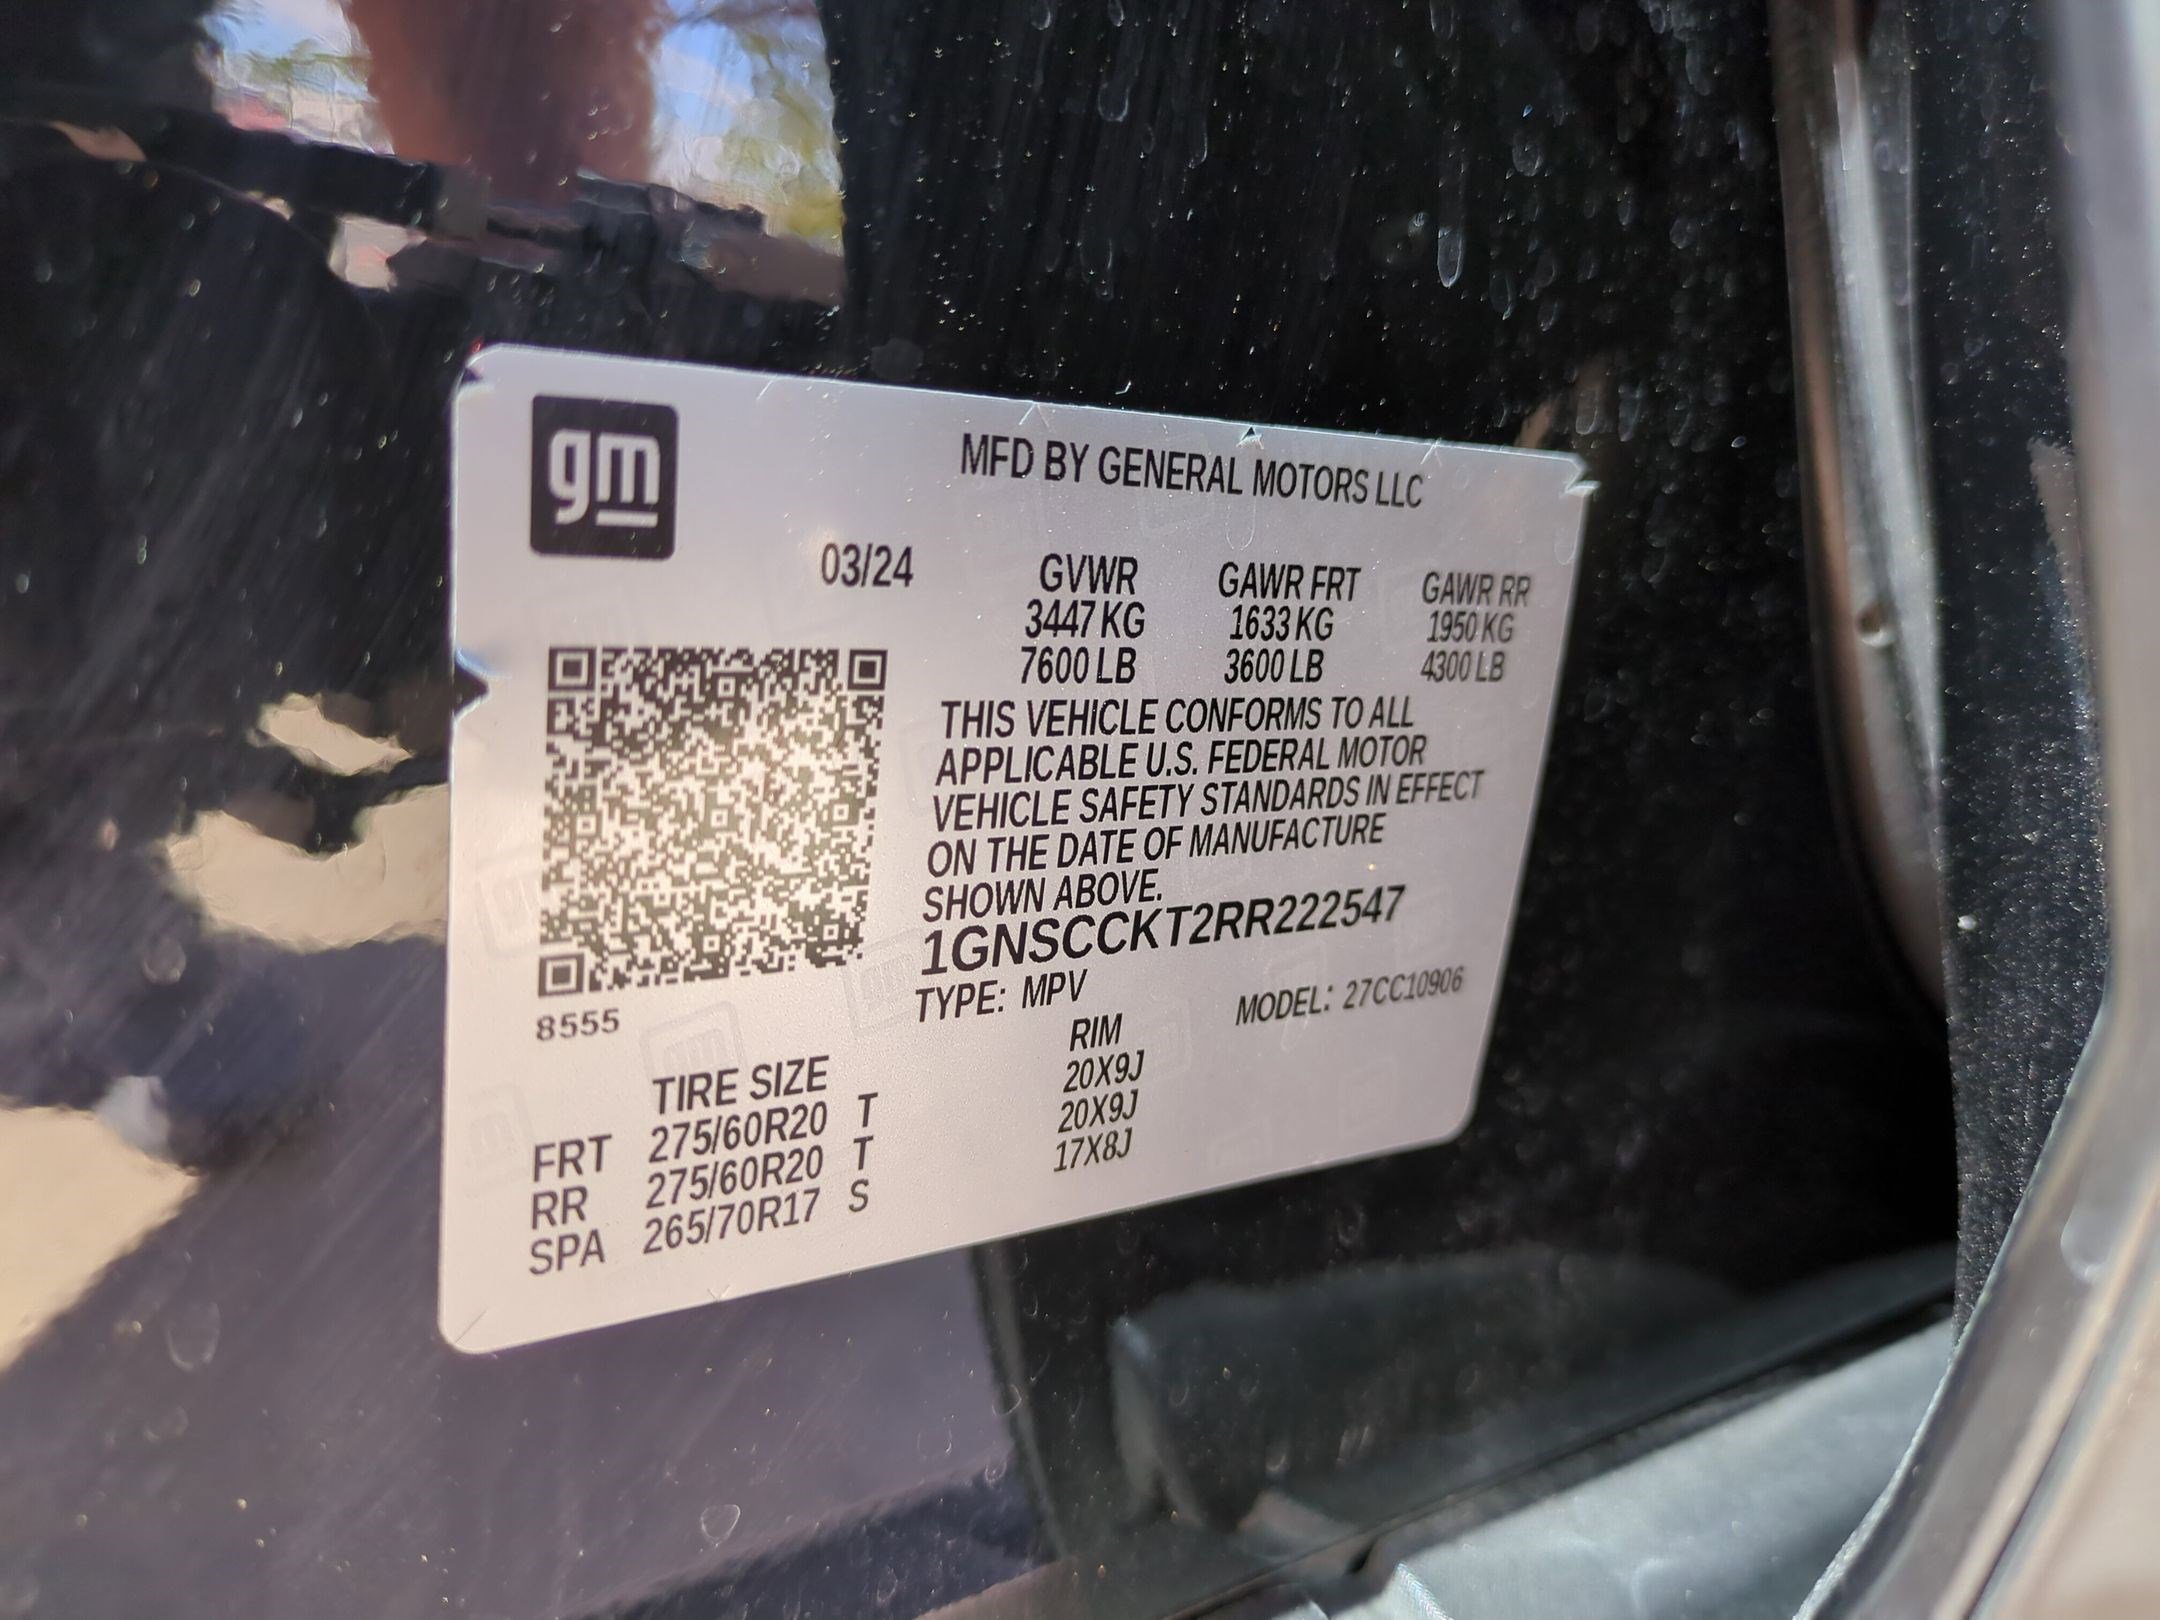 gm
MFD BY GENERAL MOTORS LLC
03/24 GVWR GAWR FRT GAWR RR
3447 KG 1633 KG 1950 KG
7600 LB 3600 LB 4300 LB
THIS VEHICLE CONFORMS TO ALL
APPLICABLE U.S. FEDERAL MOTOR
VEHICLE SAFETY STANDARDS IN EFFECT
ON THE DATE OF MANUFACTURE
SHOWN ABOVE.
1GNSCCKT2RR222547
TYPE: MPV MODEL: 27CC10906
8555
TIRE SIZE RIM
FRT 275/60R20 T 20X9J
RR 275/60R20 T 20X9J
SPA 265/70R17 S 17X8J